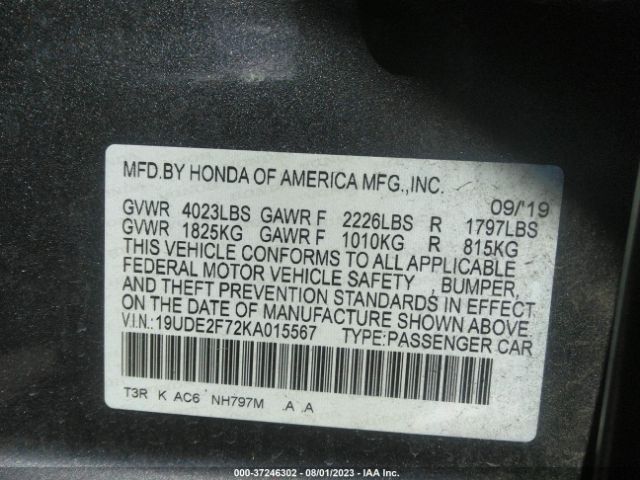 MFD.BY HONDA OF AMERICA MFG.,INC.
09/'19
GVWR 4023LBS GAWR F 2226LBS R 1797LBS
GVWR 1825KG GAWR F 1010KG R 815KG
THIS VEHICLE CONFORMS TO ALL APPLICABLE
FEDERAL MOTOR VEHICLE SAFETY , BUMPER,
AND THEFT PREVENTION STANDARDS IN EFFECT
ON THE DATE OF MANUFACTURE SHOWN ABOVE.
V.I.N.:19UDE2F72KA015567 TYPE:PASSENGER CAR
T3R K AC6 NH797M .A .A
000-37246302 - 08/01/2023 - IAA Inc.